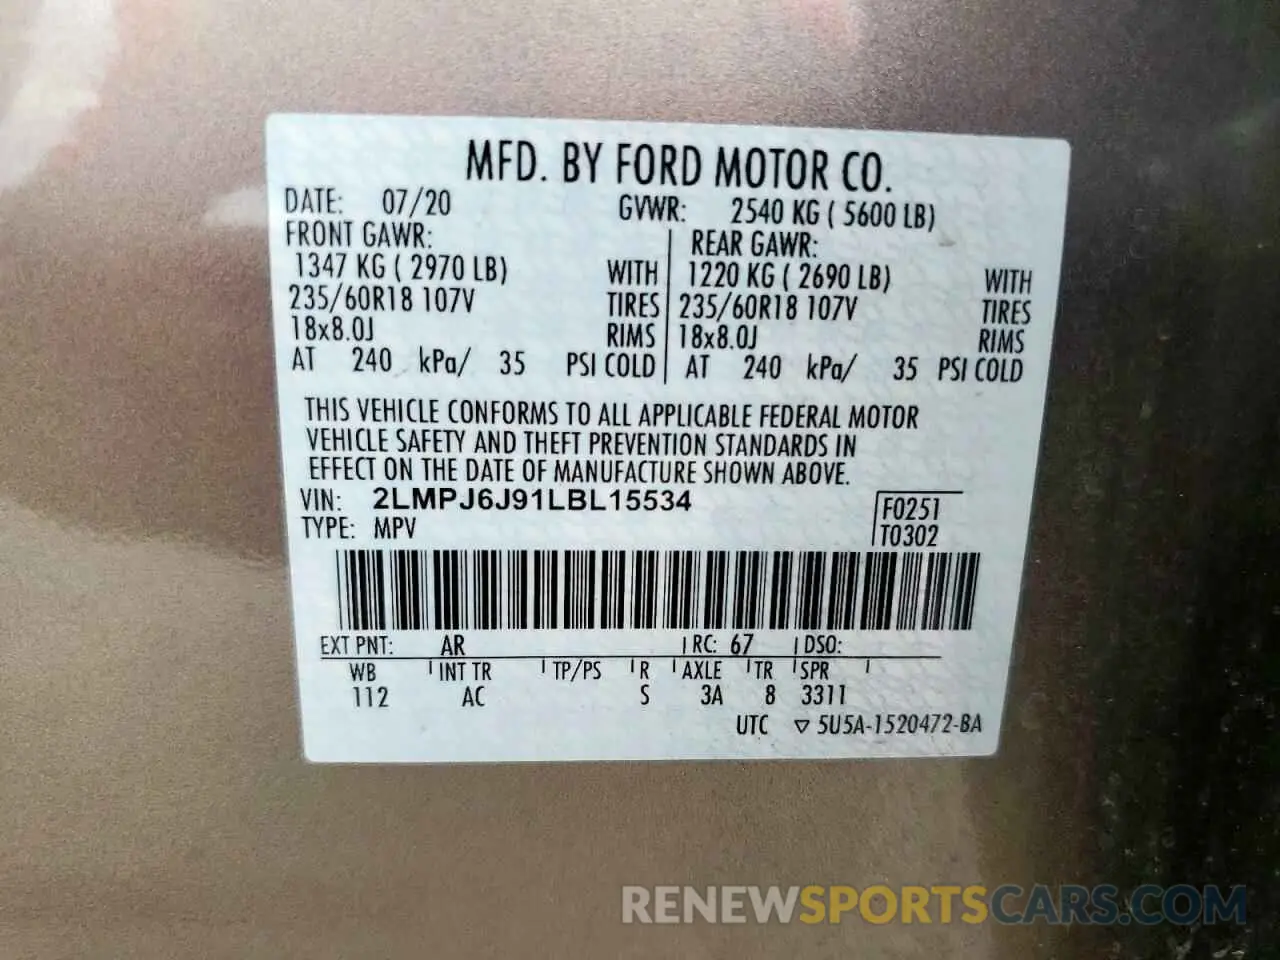 MFD. BY FORD MOTOR CO.
DATE: 07/20 GVWR: 2540 KG ( 5600 LB)
FRONT GAWR: REAR GAWR:
1347 KG ( 2970 LB) WITH 1220 KG ( 2690 LB) WITH
235/60R18 107V TIRES 235/60R18 107V TIRES
18x8.0J RIMS 18x8.0J RIMS
AT 240 kPa/ 35 PSI COLD AT 240 kPa/ 35 PSI COLD
THIS VEHICLE CONFORMS TO ALL APPLICABLE FEDERAL MOTOR
VEHICLE SAFETY AND THEFT PREVENTION STANDARDS IN
EFFECT ON THE DATE OF MANUFACTURE SHOWN ABOVE.
VIN: 2LMPJ6J91LBL15534 F0251
TYPE: MPV T0302
EXT PNT: AR RC: 67 DSO:
WB INT TR TP/PS R AXLE TR SPR
112 AC S 3A 8 3311
UTC ▽ 5U5A-1520472-BA
RENEWSPORTSCARS.COM